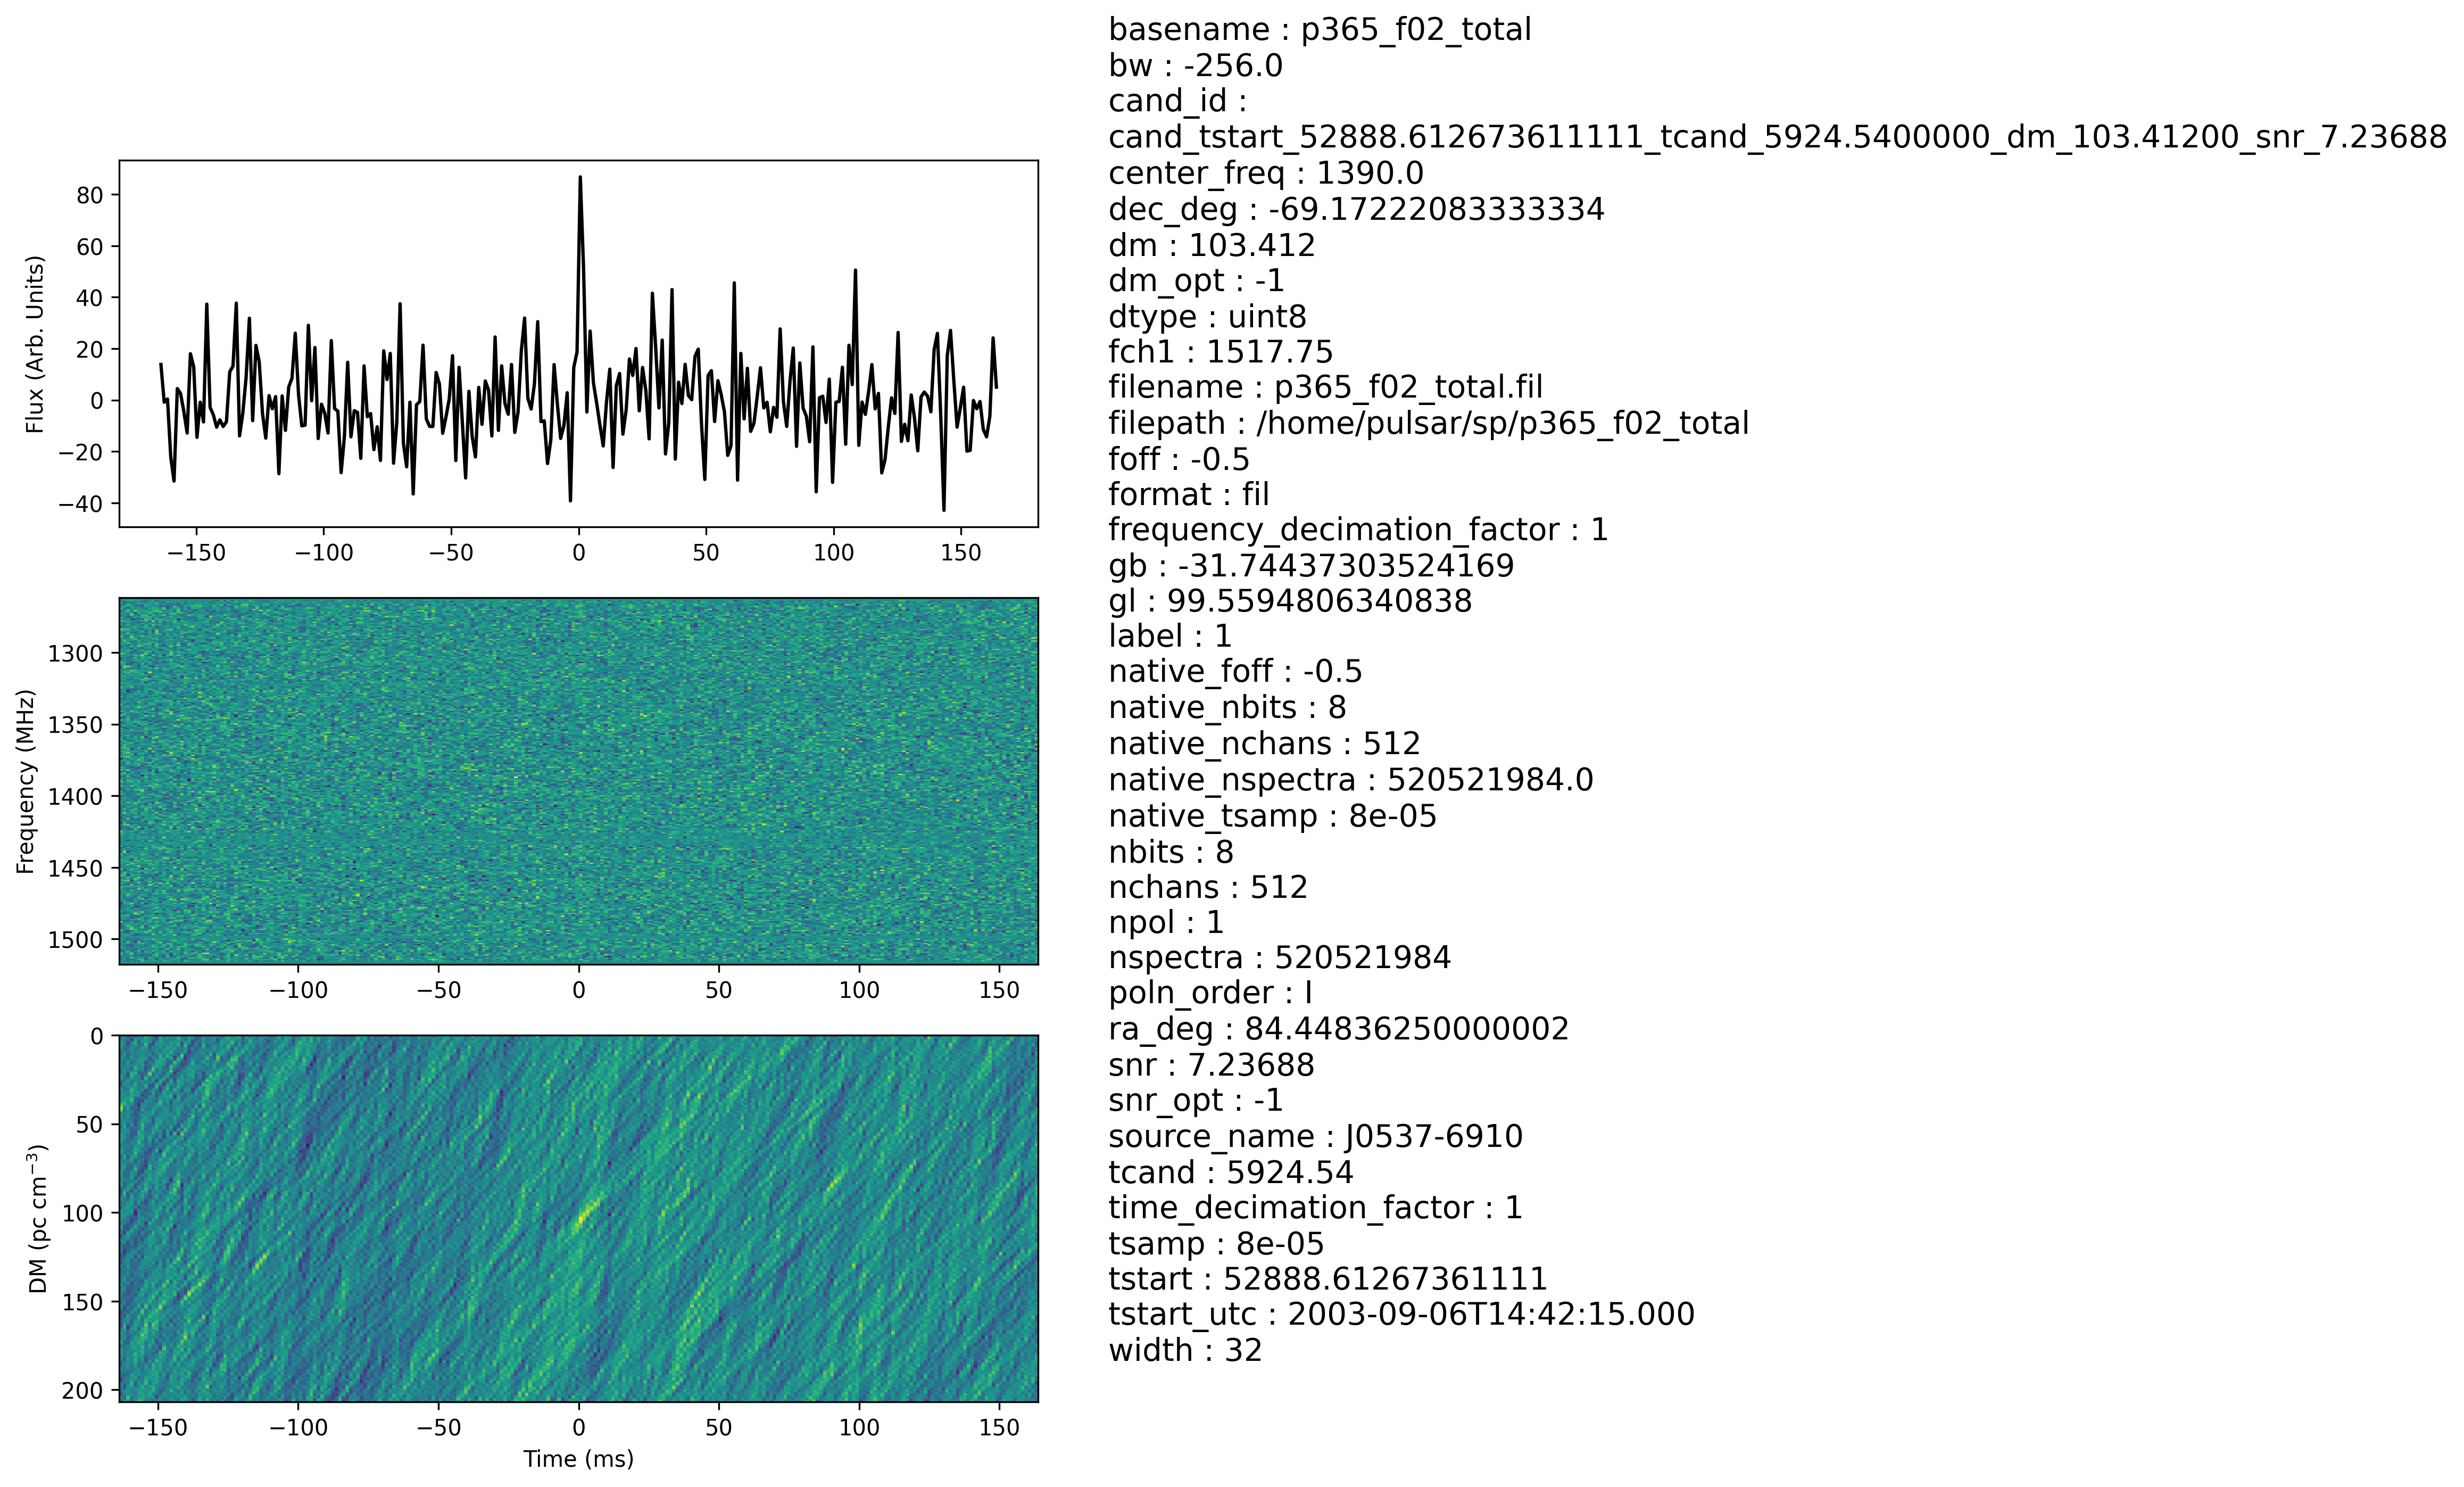 basename : p365_f02_total
bw : -256.0
cand_id :
cand_tstart_52888.612673611111_tcand_5924.5400000_dm_103.41200_snr_7.23688
center_freq : 1390.0
dec_deg : -69.17222083333334
dm : 103.412
dm_opt : -1
dtype : uint8
fch1 : 1517.75
filename : p365_f02_total.fil
filepath : /home/pulsar/sp/p365_f02_total
foff : -0.5
format : fil
frequency_decimation_factor : 1
gb : -31.74437303524169
gl : 99.5594806340838
label : 1
native_foff : -0.5
native_nbits : 8
native_nchans : 512
native_nspectra : 520521984.0
native_tsamp : 8e-05
nbits : 8
nchans : 512
npol : 1
nspectra : 520521984
poln_order : I
ra_deg : 84.44836250000002
snr : 7.23688
snr_opt : -1
source_name : J0537-6910
tcand : 5924.54
time_decimation_factor : 1
tsamp : 8e-05
tstart : 52888.61267361111
tstart_utc : 2003-09-06T14:42:15.000
width : 32
Flux (Arb. Units)
80
60
40
20
0
−20
−40
−150 −100 −50 0 50 100 150
Frequency (MHz)
1300
1350
1400
1450
1500
−150 −100 −50 0 50 100 150
DM (pc cm⁻³)
0
50
100
150
200
−150 −100 −50 0 50 100 150
Time (ms)